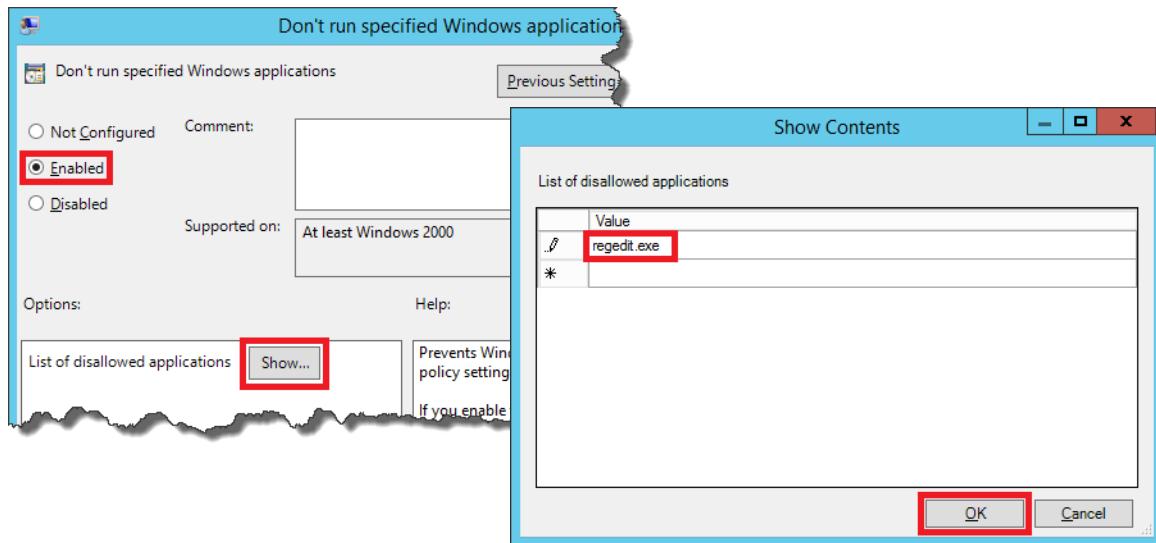 Don't run specified Windows application
Don't run specified Windows applications
Previous Setting
Not Configured
Comment:
Enabled
Disabled
Supported on:
At least Windows 2000
Options:
Help:
List of disallowed applications
Show...
Prevents Win
policy setting
If you enable
Show Contents
List of disallowed applications
Value
regedit.exe
OK
Cancel